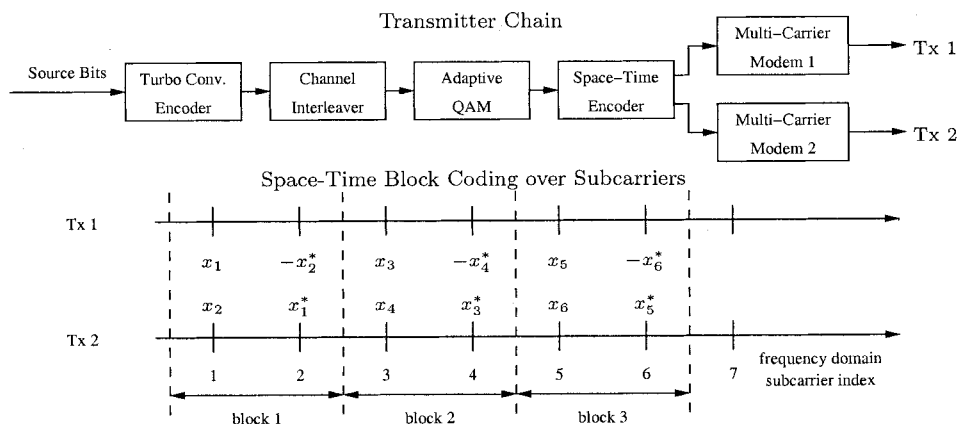 Transmitter Chain
Source Bits
Turbo Conv.
Encoder
Channel
Interleaver
Adaptive
QAM
Space-Time
Encoder
Multi-Carrier
Modem 1
Tx 1
Multi-Carrier
Modem 2
Tx 2
Space-Time Block Coding over Subcarriers
Tx 1
x₁ −x₂* x₃ −x₄* x₅ −x₆*
x₂ x₁* x₄ x₃* x₆ x₅*
Tx 2
1 2 3 4 5 6 7
frequency domain
subcarrier index
block 1 block 2 block 3